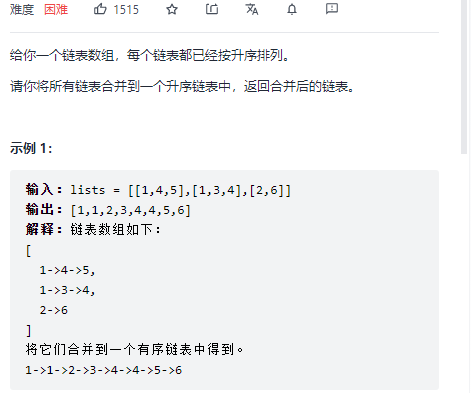 难度 困难 1515
给你一个链表数组，每个链表都已经按升序排列。
请你将所有链表合并到一个升序链表中，返回合并后的链表。
示例 1：
输入：lists = [[1,4,5],[1,3,4],[2,6]]
输出：[1,1,2,3,4,4,5,6]
解释：链表数组如下：
[
1->4->5,
1->3->4,
2->6
]
将它们合并到一个有序链表中得到。
1->1->2->3->4->4->5->6